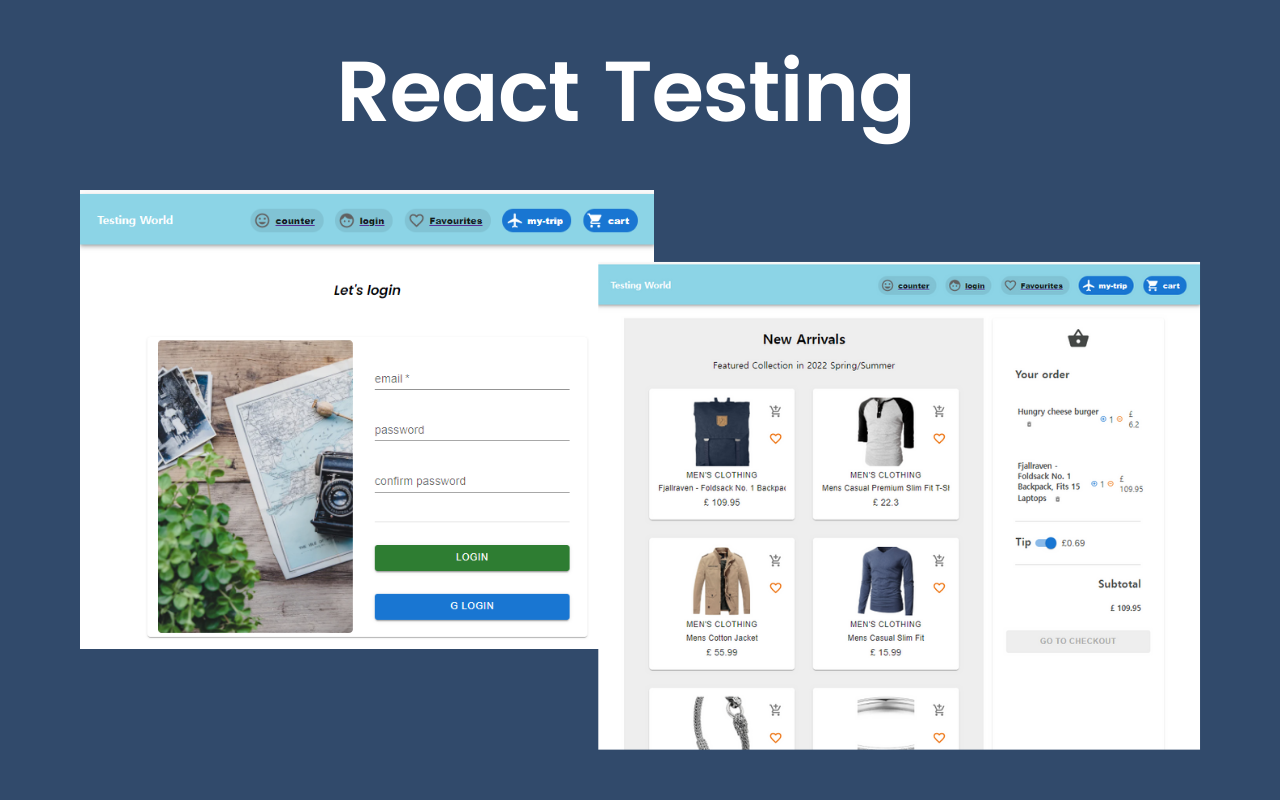 React Testing
Testing World
counter
login
Favourites
my-trip
cart
Let's login
email *
password
confirm password
LOGIN
G LOGIN
Testing World
counter
login
Favourites
my-trip
cart
New Arrivals
Featured Collection in 2022 Spring/Summer
MEN'S CLOTHING
Fjallraven - Foldsack No. 1 Backpac
£ 109.95
MEN'S CLOTHING
Mens Casual Premium Slim Fit T-Sh
£ 22.3
MEN'S CLOTHING
Mens Cotton Jacket
£ 55.99
MEN'S CLOTHING
Mens Casual Slim Fit
£ 15.99
Your order
Hungry cheese burger
1
£
6.2
Fjallraven -
Foldsack No. 1
Backpack, Fits 15
Laptops
1
£
109.95
Tip £0.69
Subtotal
£ 109.95
GO TO CHECKOUT